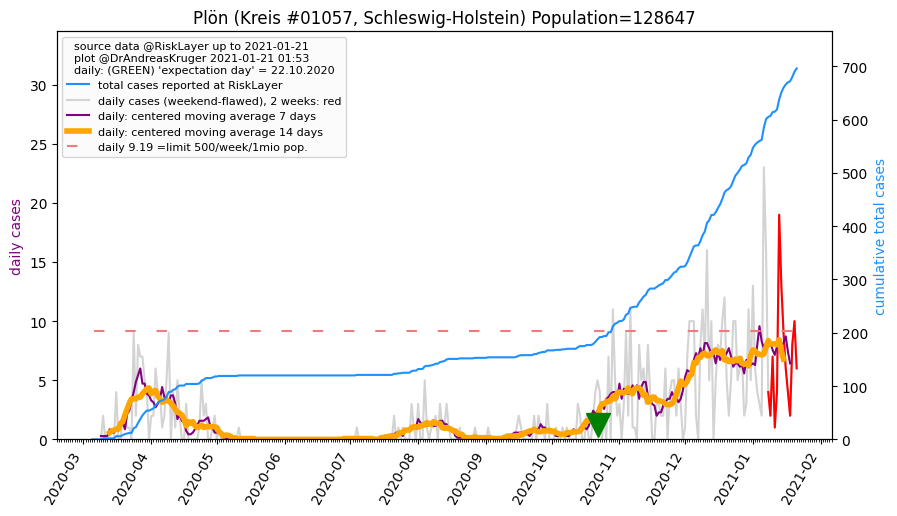 Plön (Kreis #01057, Schleswig-Holstein) Population=128647
source data @RiskLayer up to 2021-01-21
plot @DrAndreasKruger 2021-01-21 01:53
daily: (GREEN) 'expectation day' = 22.10.2020
total cases reported at RiskLayer
daily cases (weekend-flawed), 2 weeks: red
daily: centered moving average 7 days
daily: centered moving average 14 days
daily 9.19 =limit 500/week/1mio pop.
daily cases
30
25
20
15
10
5
0
cumulative total cases
700
600
500
400
300
200
100
0
2020-03
2020-04
2020-05
2020-06
2020-07
2020-08
2020-09
2020-10
2020-11
2020-12
2021-01
2021-02